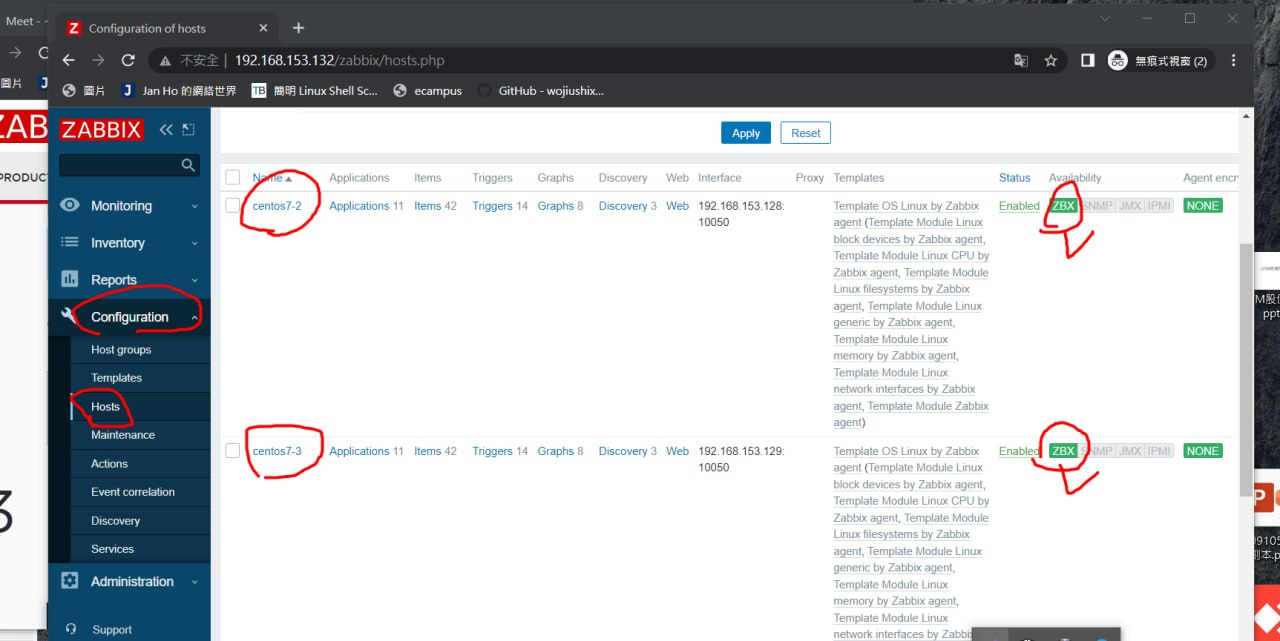 Meet -
Configuration of hosts
不安全 192.168.153.132/zabbix/hosts.php 無痕式視窗 (2)
圖片 J Jan Ho 的網絡世界 TB 簡明 Linux Shell Sc... ecampus GitHub - wojiushix...
圖片
ZABBIX
PRODUC
Monitoring
Inventory
Reports
Configuration
Host groups
Templates
Hosts
Maintenance
Actions
Event correlation
Discovery
Services
Administration
Support
Apply Reset
Name Applications Items Triggers Graphs Discovery Web Interface Proxy Templates Status Availability Agent encr
centos7-2 Applications 11 Items 42 Triggers 14 Graphs 8 Discovery 3 Web 192.168.153.128: Template OS Linux by Zabbix Enabled ZBX SNMP JMX IPMI NONE
10050 agent (Template Module Linux
block devices by Zabbix agent,
Template Module Linux CPU by
Zabbix agent, Template Module
Linux filesystems by Zabbix
agent, Template Module Linux
generic by Zabbix agent,
Template Module Linux
memory by Zabbix agent,
Template Module Linux
network interfaces by Zabbix
agent, Template Module Zabbix
agent)
centos7-3 Applications 11 Items 42 Triggers 14 Graphs 8 Discovery 3 Web 192.168.153.129: Template OS Linux by Zabbix Enabled ZBX SNMP JMX IPMI NONE
10050 agent (Template Module Linux
block devices by Zabbix agent,
Template Module Linux CPU by
Zabbix agent, Template Module
Linux filesystems by Zabbix
agent, Template Module Linux
generic by Zabbix agent,
Template Module Linux
memory by Zabbix agent,
Template Module Linux
network interfaces by Zabbix